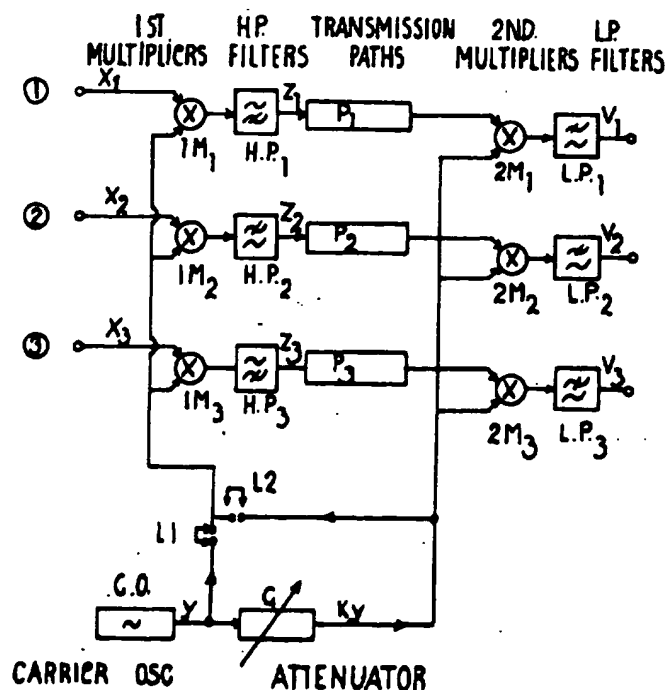 1ST MULTIPLIERS
H.P. FILTERS
TRANSMISSION PATHS
2ND. MULTIPLIERS
L.P. FILTERS
① X1 X 1M1 H.P.1 Z1 P1 X 2M1 L.P.1 V1
② X2 X 1M2 H.P.2 Z2 P2 X 2M2 L.P.2 V2
③ X3 X 1M3 H.P.3 Z3 P3 X 2M3 L.P.3 V3
L2
L1
C.O. ~ y G Ky
CARRIER OSC ATTENUATOR